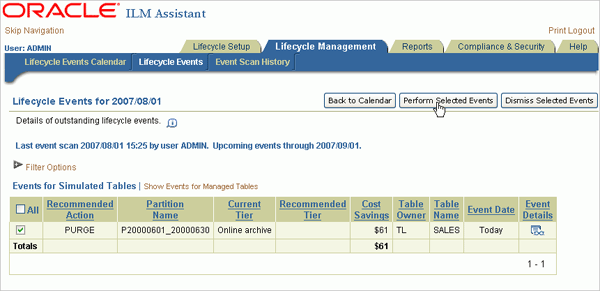 ORACLE ILM Assistant
Skip Navigation
Print Logout
User: ADMIN
Lifecycle Setup Lifecycle Management Reports Compliance & Security Help
Lifecycle Events Calendar Lifecycle Events Event Scan History
Lifecycle Events for 2007/08/01
Back to Calendar Perform Selected Events Dismiss Selected Events
Details of outstanding lifecycle events.
Last event scan 2007/08/01 15:25 by user ADMIN. Upcoming events through 2007/09/01.
Filter Options
Events for Simulated Tables | Show Events for Managed Tables
All Recommended Action Partition Name Current Tier Recommended Tier Cost Savings Table Owner Table Name Event Date Event Details
PURGE P20000601_20000630 Online archive $61 TL SALES Today
Totals $61
1 - 1